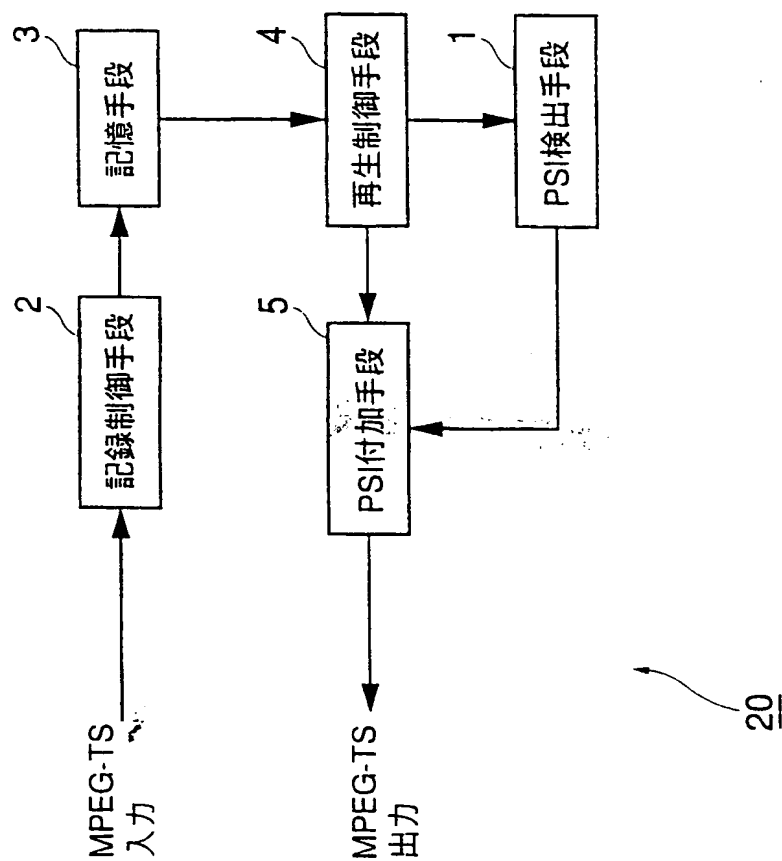 MPEG-TS
入力
2
記録制御手段
3
記憶手段
MPEG-TS
出力
5
PSI付加手段
4
再生制御手段
1
PSI検出手段
20